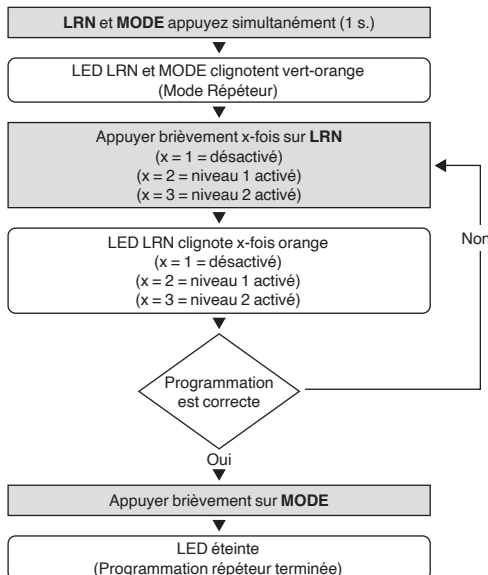 LRN et MODE appuyez simultanément (1 s.)
LED LRN et MODE clignotent vert-orange
(Mode Répéteur)
Appuyer brièvement x-fois sur LRN
(x = 1 = désactivé)
(x = 2 = niveau 1 activé)
(x = 3 = niveau 2 activé)
LED LRN clignote x-fois orange
(x = 1 = désactivé)
(x = 2 = niveau 1 activé)
(x = 3 = niveau 2 activé)
Non
Programmation
est correcte
Oui
Appuyer brièvement sur MODE
LED éteinte
(Programmation répéteur terminée)